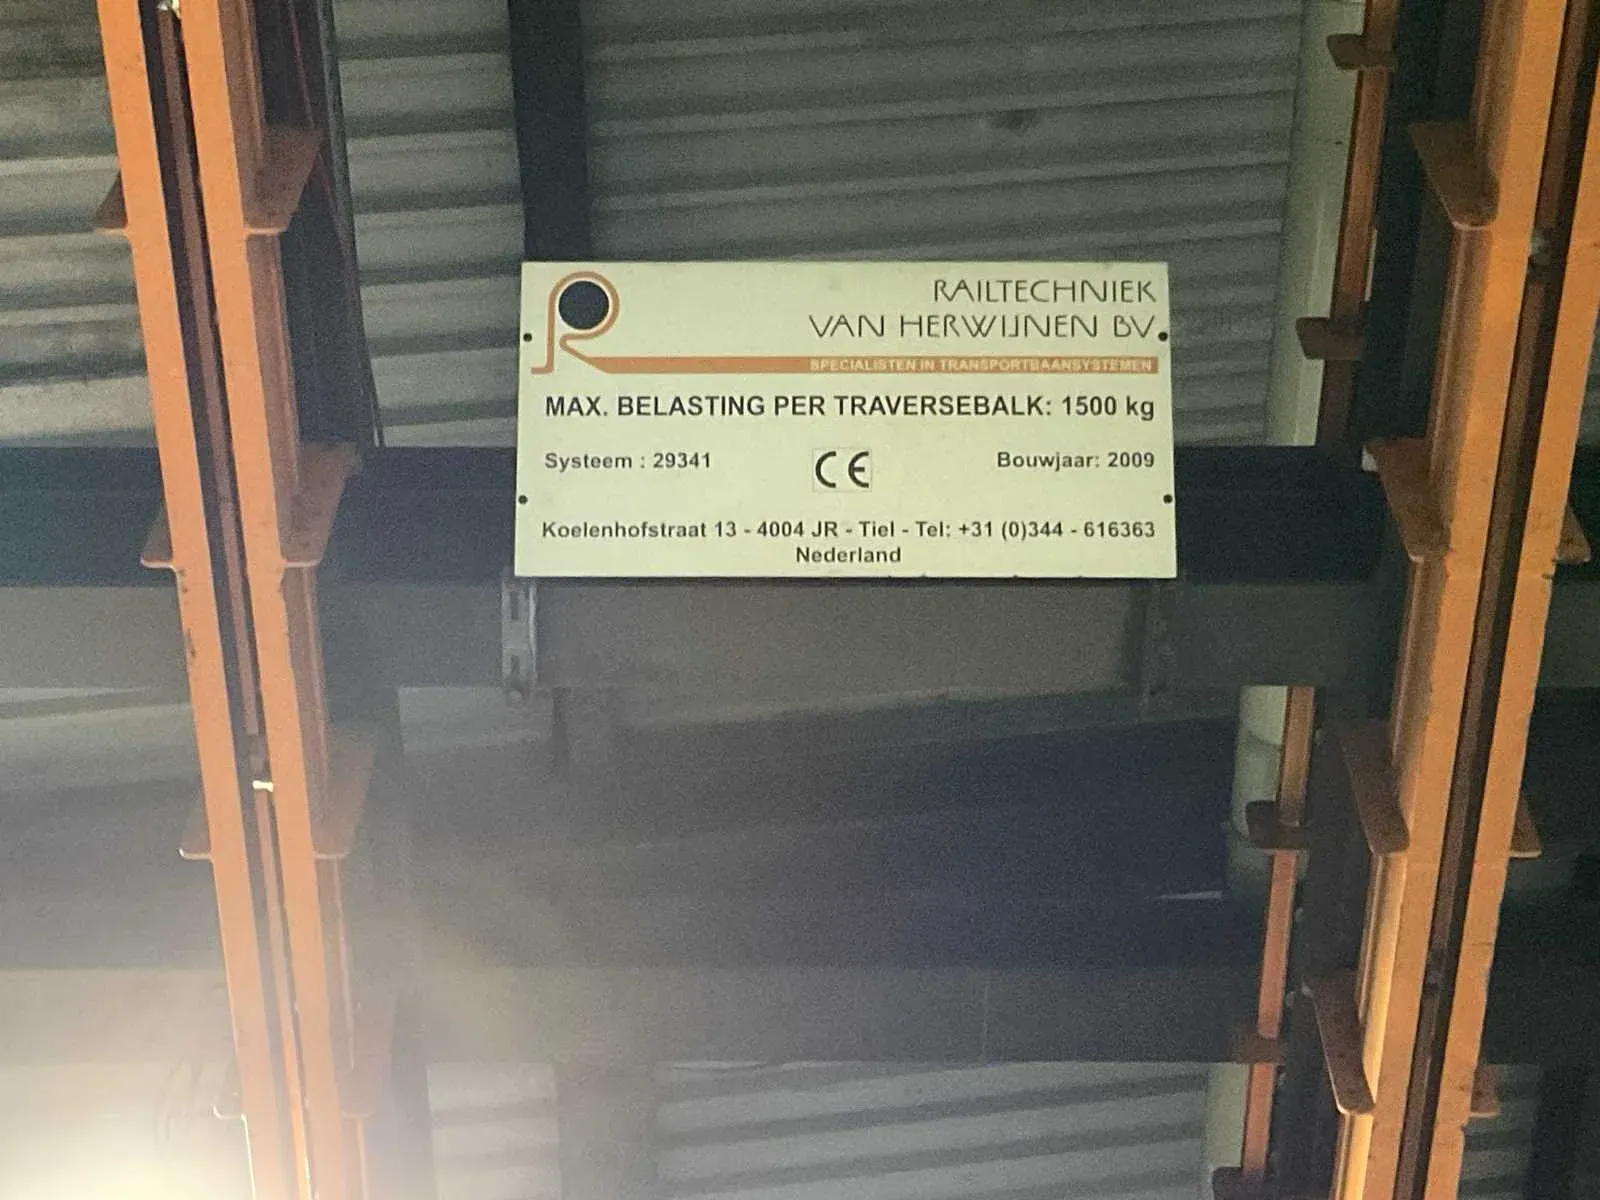 RAILTECHNIEK
VAN HERWIJNEN BV.
SPECIALISTEN IN TRANSPORTBAANSYSTEMEN
MAX. BELASTING PER TRAVERSEBALK: 1500 kg
Systeem : 29341 CE Bouwjaar: 2009
Koelenhofstraat 13 - 4004 JR - Tiel - Tel: +31 (0)344 - 616363
Nederland